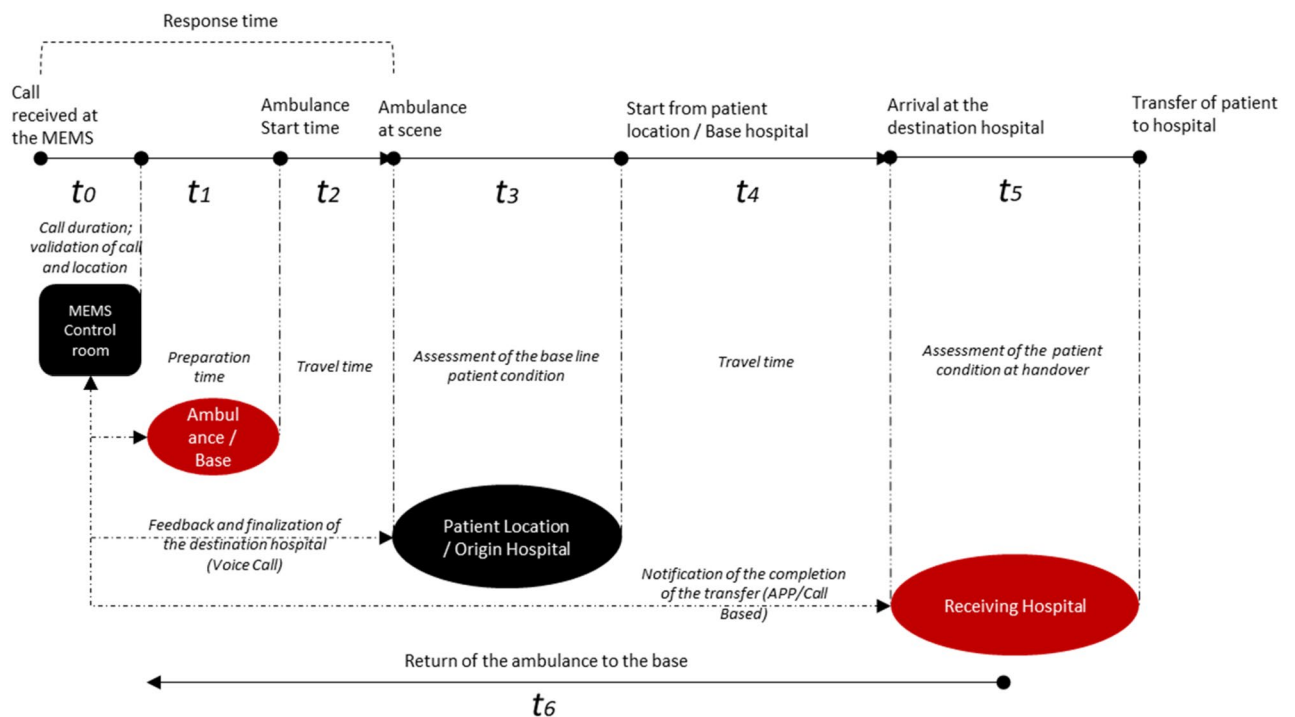 Response time
Call
received at
the MEMS
Ambulance
Start time
Ambulance
at scene
Start from patient
location / Base hospital
Arrival at the
destination hospital
Transfer of patient
to hospital
t0
t1
t2
t3
t4
t5
Call duration;
validation of call
and location
MEMS
Control
room
Preparation
time
Travel time
Assessment of the base line
patient condition
Travel time
Assessment of the patient
condition at handover
Ambul
ance /
Base
Feedback and finalization of
the destination hospital
(Voice Call)
Patient Location
/ Origin Hospital
Notification of the completion
of the transfer (APP/Call
Based)
Receiving Hospital
Return of the ambulance to the base
t6